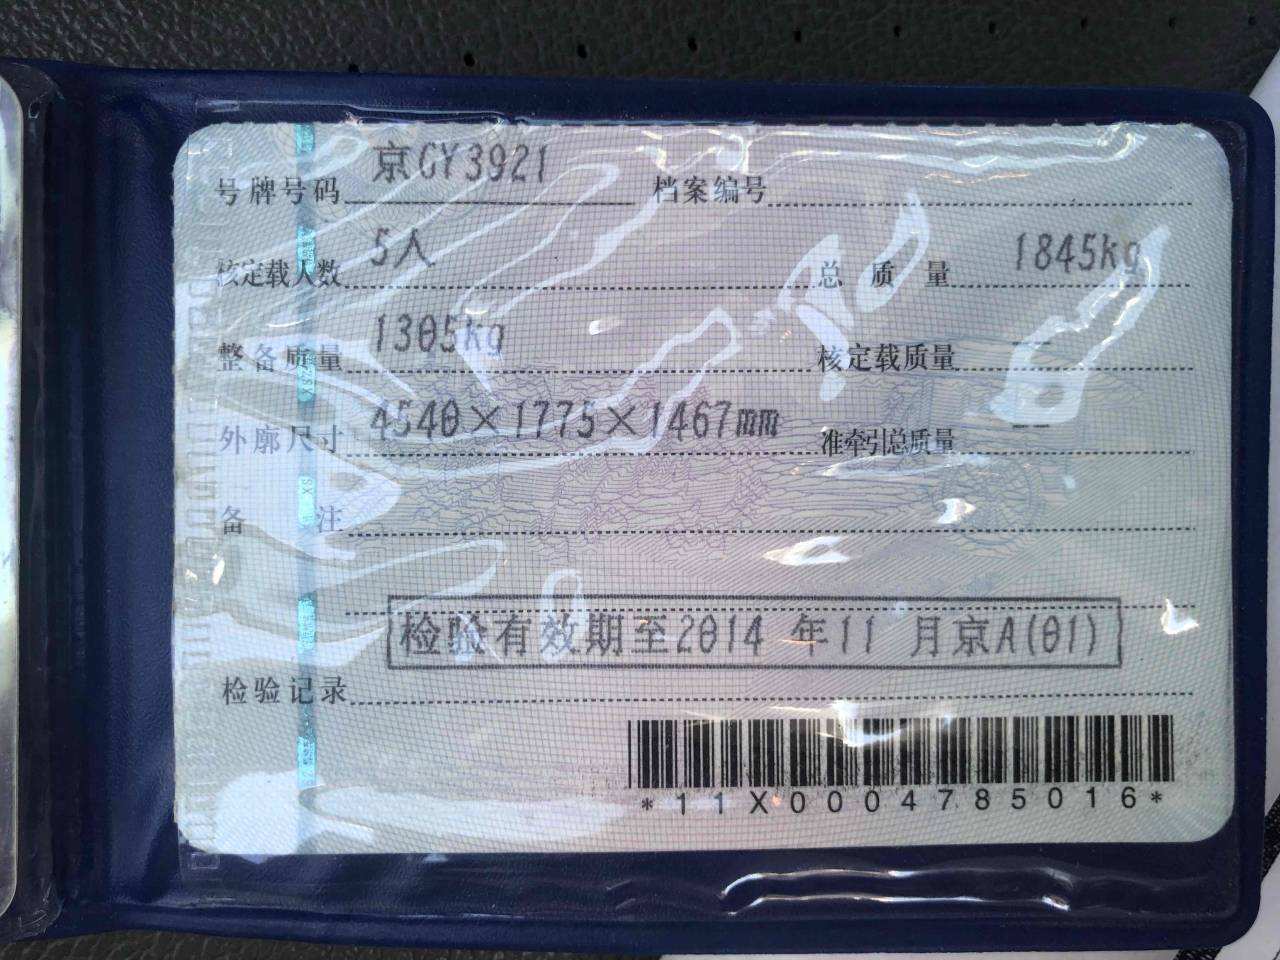 号牌号码 京GY3921 档案编号
核定载人数 5人 总质量 1845kg
整备质量 1305kg 核定载质量 --
外廓尺寸 4540×1775×1467mm 准牵引总质量 --
备注
检验有效期至2014 年11 月京A(01)
检验记录
*11X0004785016*